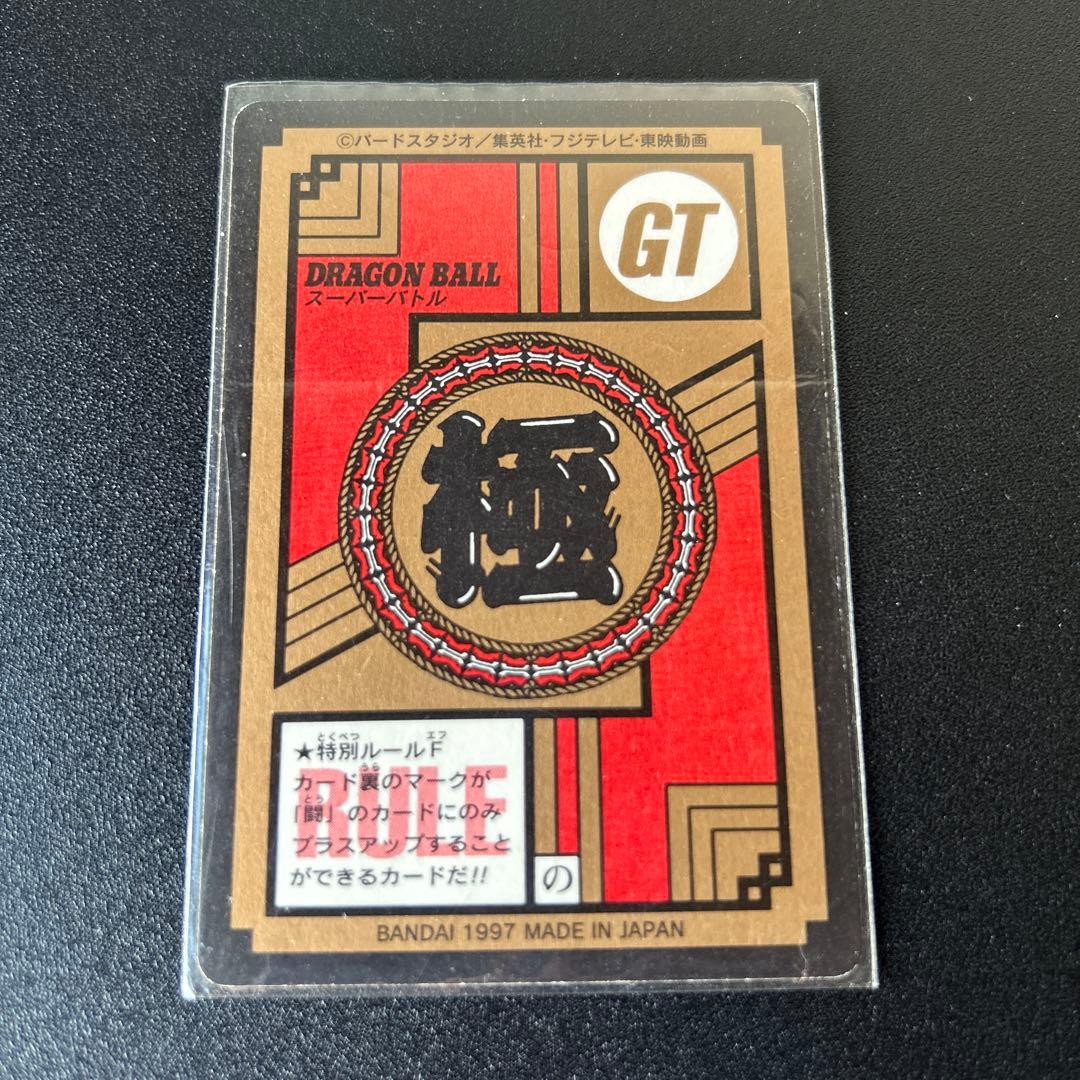 ©バードスタジオ／集英社・フジテレビ・東映動画
GT
DRAGON BALL
スーパーバトル
極
とくべつ エフ
★特別ルールF
うら
カード裏のマークが
とう
「闘」のカードにのみ
プラスアップすること
ができるカードだ!!
RULE
の
BANDAI 1997 MADE IN JAPAN